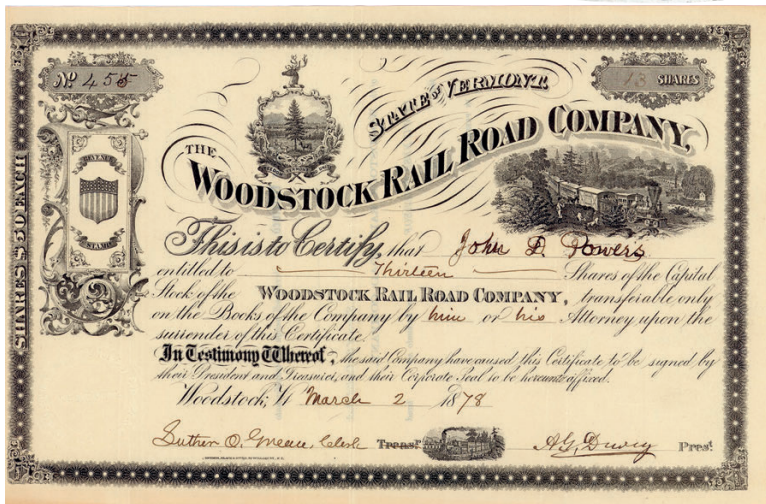 Nº 455
13 SHARES
STATE OF VERMONT.
THE
WOODSTOCK RAIL ROAD COMPANY,
REVENUE
STAMP
SHARES $50 EACH
This is to Certify, that John D. Powers
entitled to Thirteen Shares of the Capital
Stock of the WOODSTOCK RAIL ROAD COMPANY, transferable only
on the Books of the Company by him or his Attorney upon the
surrender of this Certificate.
In Testimony Whereof, the said Company have caused this Certificate to be signed by
their President and Treasurer, and their Corporate Seal to be hereunto affixed.
Woodstock, Vt March 2 1878
Luther O. Greene, Clerk Treasr.
Prest.